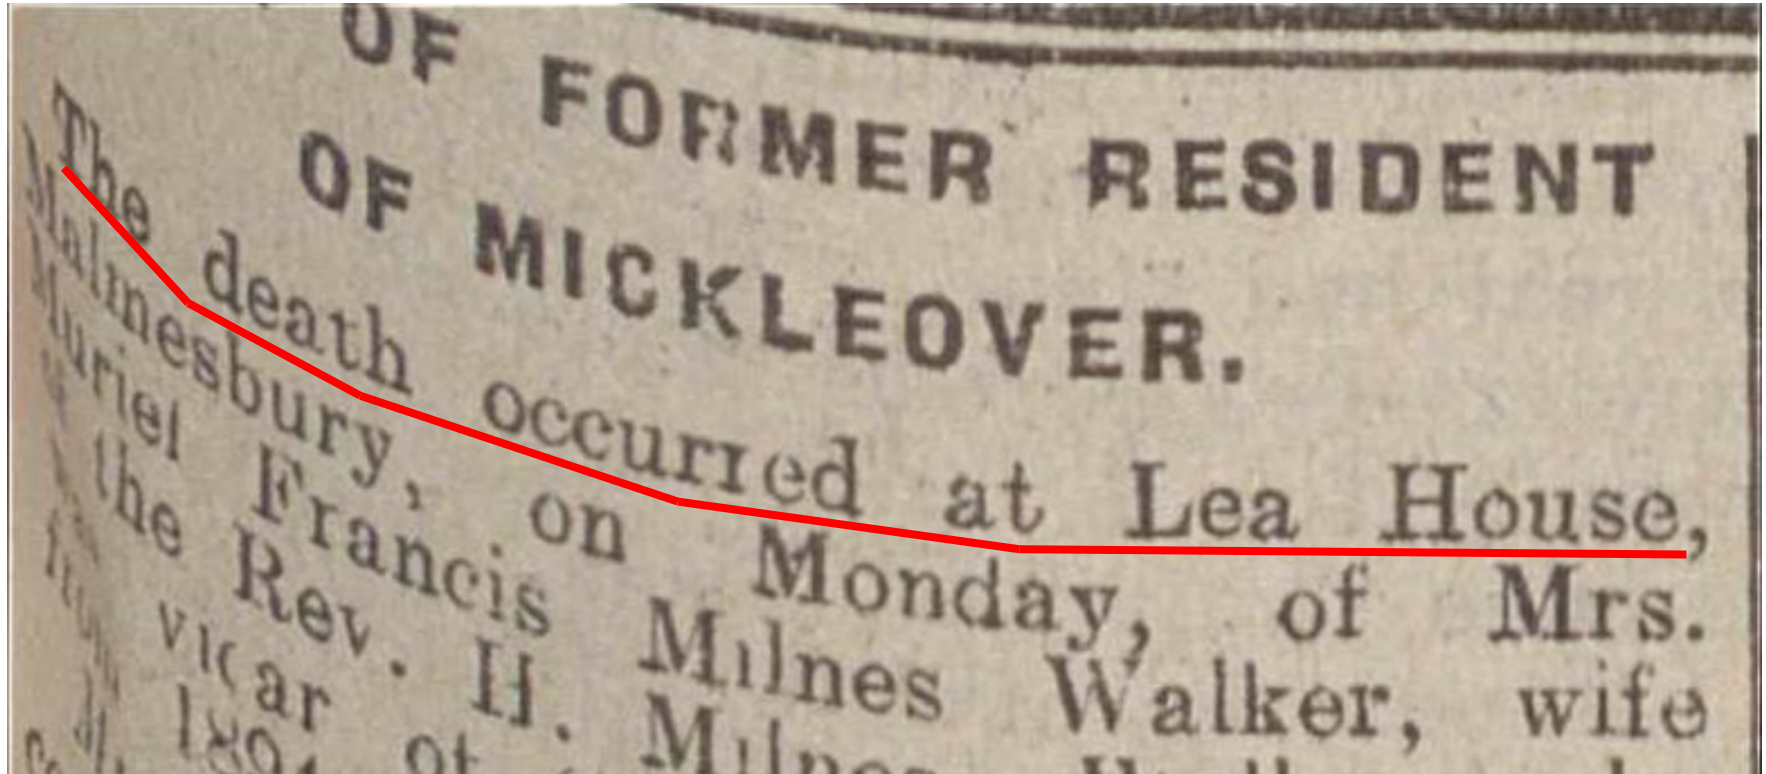 OF FORMER RESIDENT
OF MICKLEOVER.
The death occurred at Lea House,
Malmesbury, on Monday, of Mrs.
Muriel Francis Milnes Walker, wife
the Rev. H. Milnes
vicar